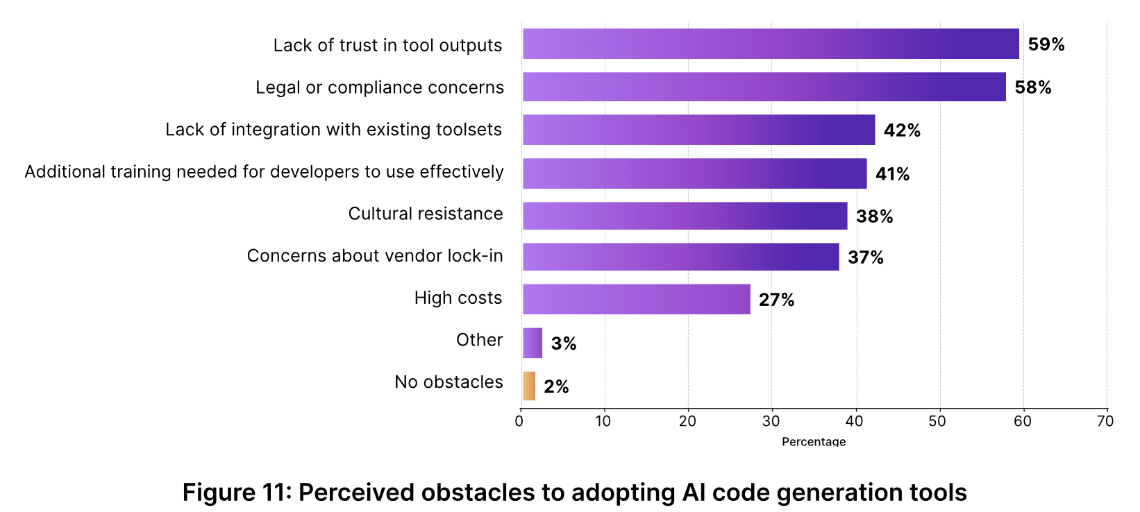 Lack of trust in tool outputs 59%
Legal or compliance concerns 58%
Lack of integration with existing toolsets 42%
Additional training needed for developers to use effectively 41%
Cultural resistance 38%
Concerns about vendor lock-in 37%
High costs 27%
Other 3%
No obstacles 2%
0 10 20 30 40 50 60 70
Percentage
Figure 11: Perceived obstacles to adopting AI code generation tools